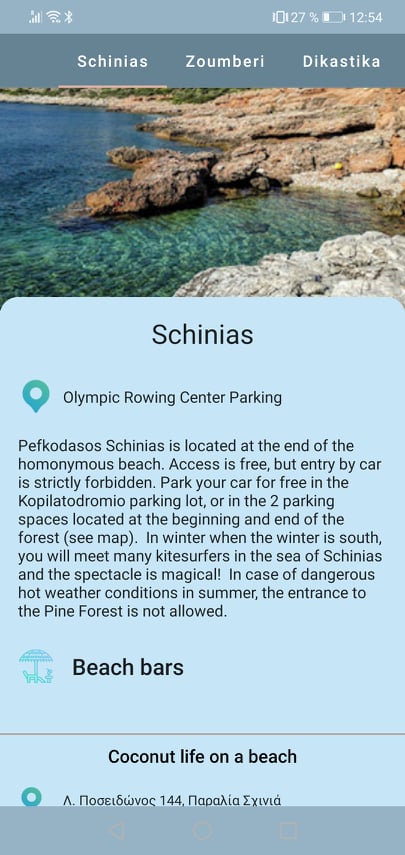 27 % 12:54
Schinias Zoumberi Dikastika
Schinias
Olympic Rowing Center Parking
Pefkodasos Schinias is located at the end of the
homonymous beach. Access is free, but entry by car
is strictly forbidden. Park your car for free in the
Kopilatodromio parking lot, or in the 2 parking
spaces located at the beginning and end of the
forest (see map).  In winter when the winter is south,
you will meet many kitesurfers in the sea of Schinias
and the spectacle is magical!  In case of dangerous
hot weather conditions in summer, the entrance to
the Pine Forest is not allowed.
Beach bars
Coconut life on a beach
Λ. Ποσειδώνος 144, Παραλία Σχινιά